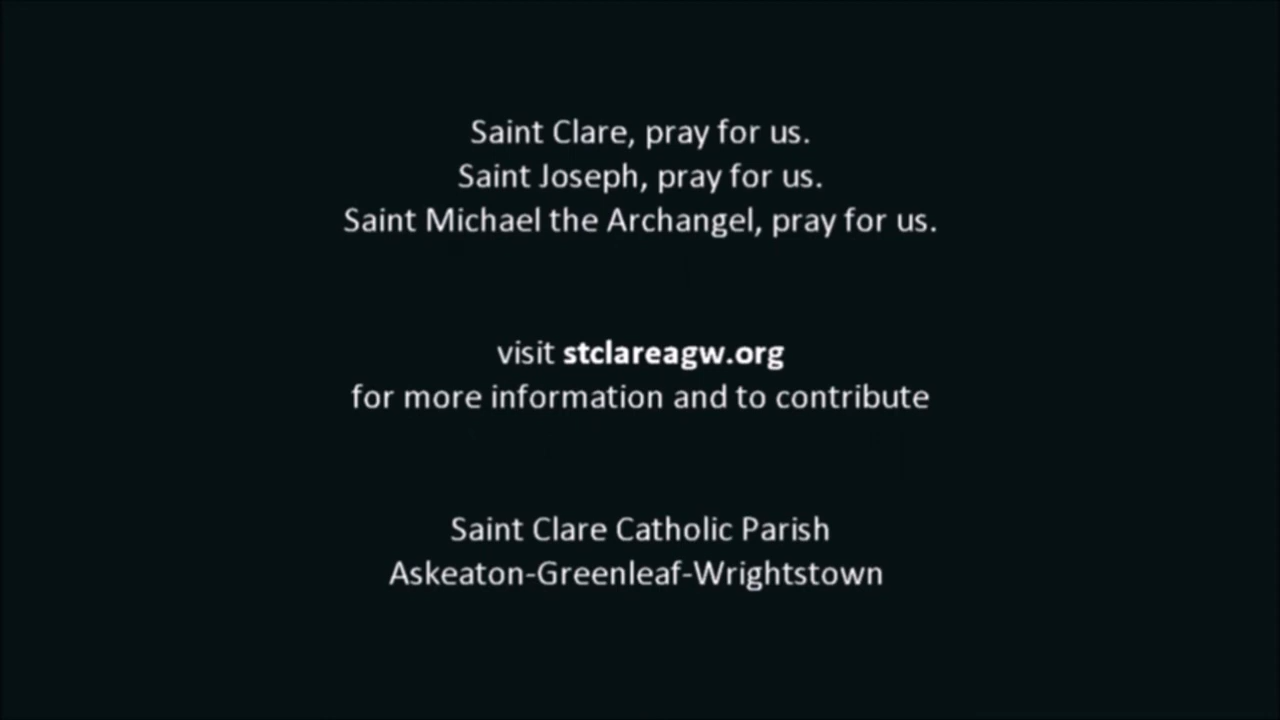 Saint Clare, pray for us.
Saint Joseph, pray for us.
Saint Michael the Archangel, pray for us.
visit stclareagw.org
for more information and to contribute
Saint Clare Catholic Parish
Askeaton-Greenleaf-Wrightstown